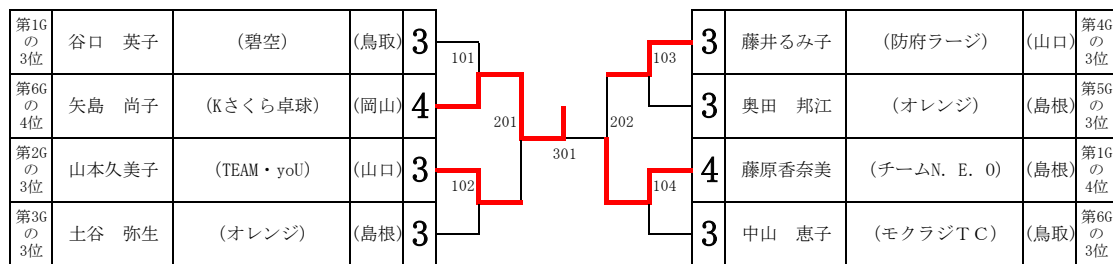 第1G
の
3位
谷口　英子
(碧空)
(鳥取)
3
第6G
の
4位
矢島　尚子
(Kさくら卓球)
(岡山)
4
第2G
の
3位
山本久美子
(TEAM・yoU)
(山口)
3
第3G
の
3位
土谷　弥生
(オレンジ)
(島根)
3
101
102
201
301
202
103
104
3
藤井るみ子
(防府ラージ)
(山口)
第4G
の
3位
3
奥田　邦江
(オレンジ)
(島根)
第5G
の
3位
4
藤原香奈美
(チームN. E. O)
(島根)
第1G
の
4位
3
中山　恵子
(モクラジＴＣ)
(鳥取)
第6G
の
3位